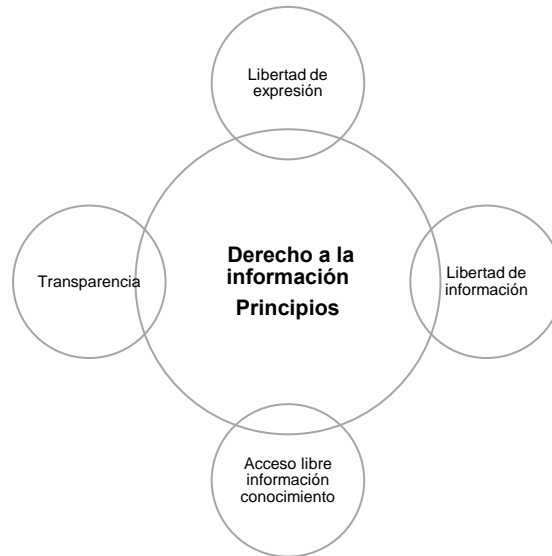 Libertad de
expresión
Derecho a la
información
Principios
Transparencia
Libertad de
información
Acceso libre
información
conocimiento